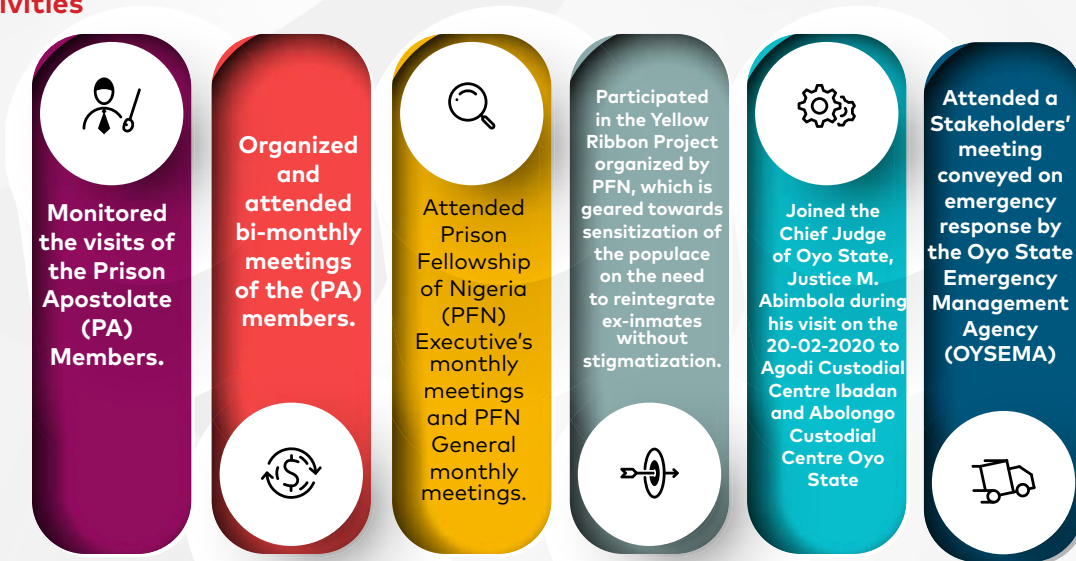 Monitored
the visits of
the Prison
Apostolate
(PA)
Members.
Organized
and
attended
bi-monthly
meetings
of the (PA)
members.
Attended
Prison
Fellowship
of Nigeria
(PFN)
Executive's
monthly
meetings
and PFN
General
monthly
meetings.
Participated
in the Yellow
Ribbon Project
organized by
PFN, which is
geared towards
sensitization of
the populace
on the need
to reintegrate
ex-inmates
without
stigmatization.
Joined the
Chief Judge
of Oyo State,
Justice M.
Abimbola during
his visit on the
20-02-2020 to
Agodi Custodial
Centre Ibadan
and Abolongo
Custodial
Centre Oyo
State
Attended a
Stakeholders'
meeting
conveyed on
emergency
response by
the Oyo State
Emergency
Management
Agency
(OYSEMA)